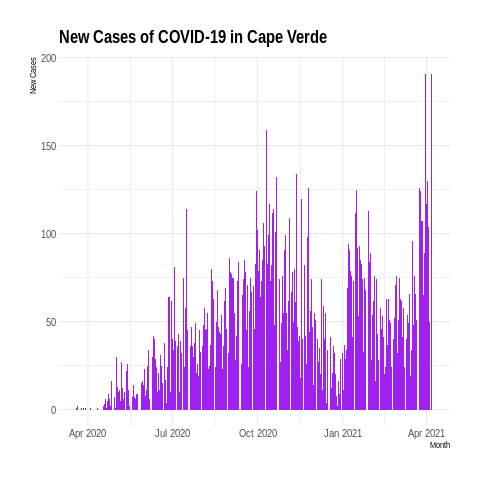 New Cases of COVID-19 in Cape Verde
New Cases
200
150
100
50
0
Apr 2020 Jul 2020 Oct 2020 Jan 2021 Apr 2021
Month